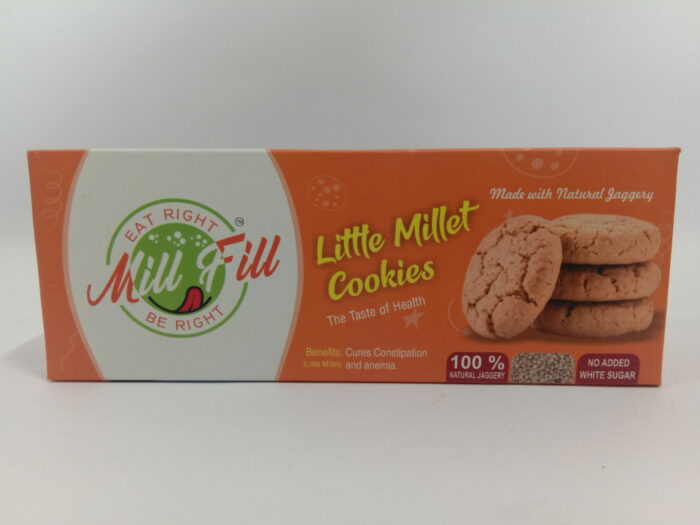 EAT RIGHT
TM
Mill Fill
BE RIGHT
Made with Natural Jaggery
Little Millet
Cookies
The Taste of Health
Benefits: Cures Constipation
(Little Millet) and anemia.
100 %
NATURAL JAGGERY
NO ADDED
WHITE SUGAR